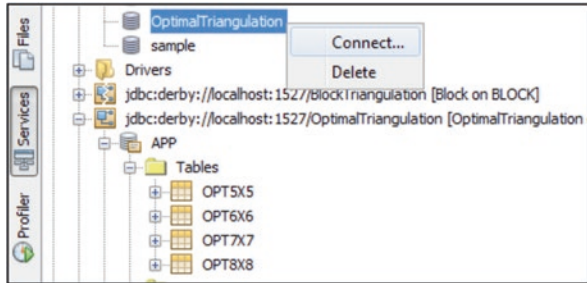 Files
Services
Profiler
OptimalTriangulation
sample
Connect...
Delete
Drivers
jdbc:derby://localhost:1527/BlockTriangulation [Block on BLOCK]
jdbc:derby://localhost:1527/OptimalTriangulation [OptimalTriangulation
APP
Tables
OPT5X5
OPT6X6
OPT7X7
OPT8X8